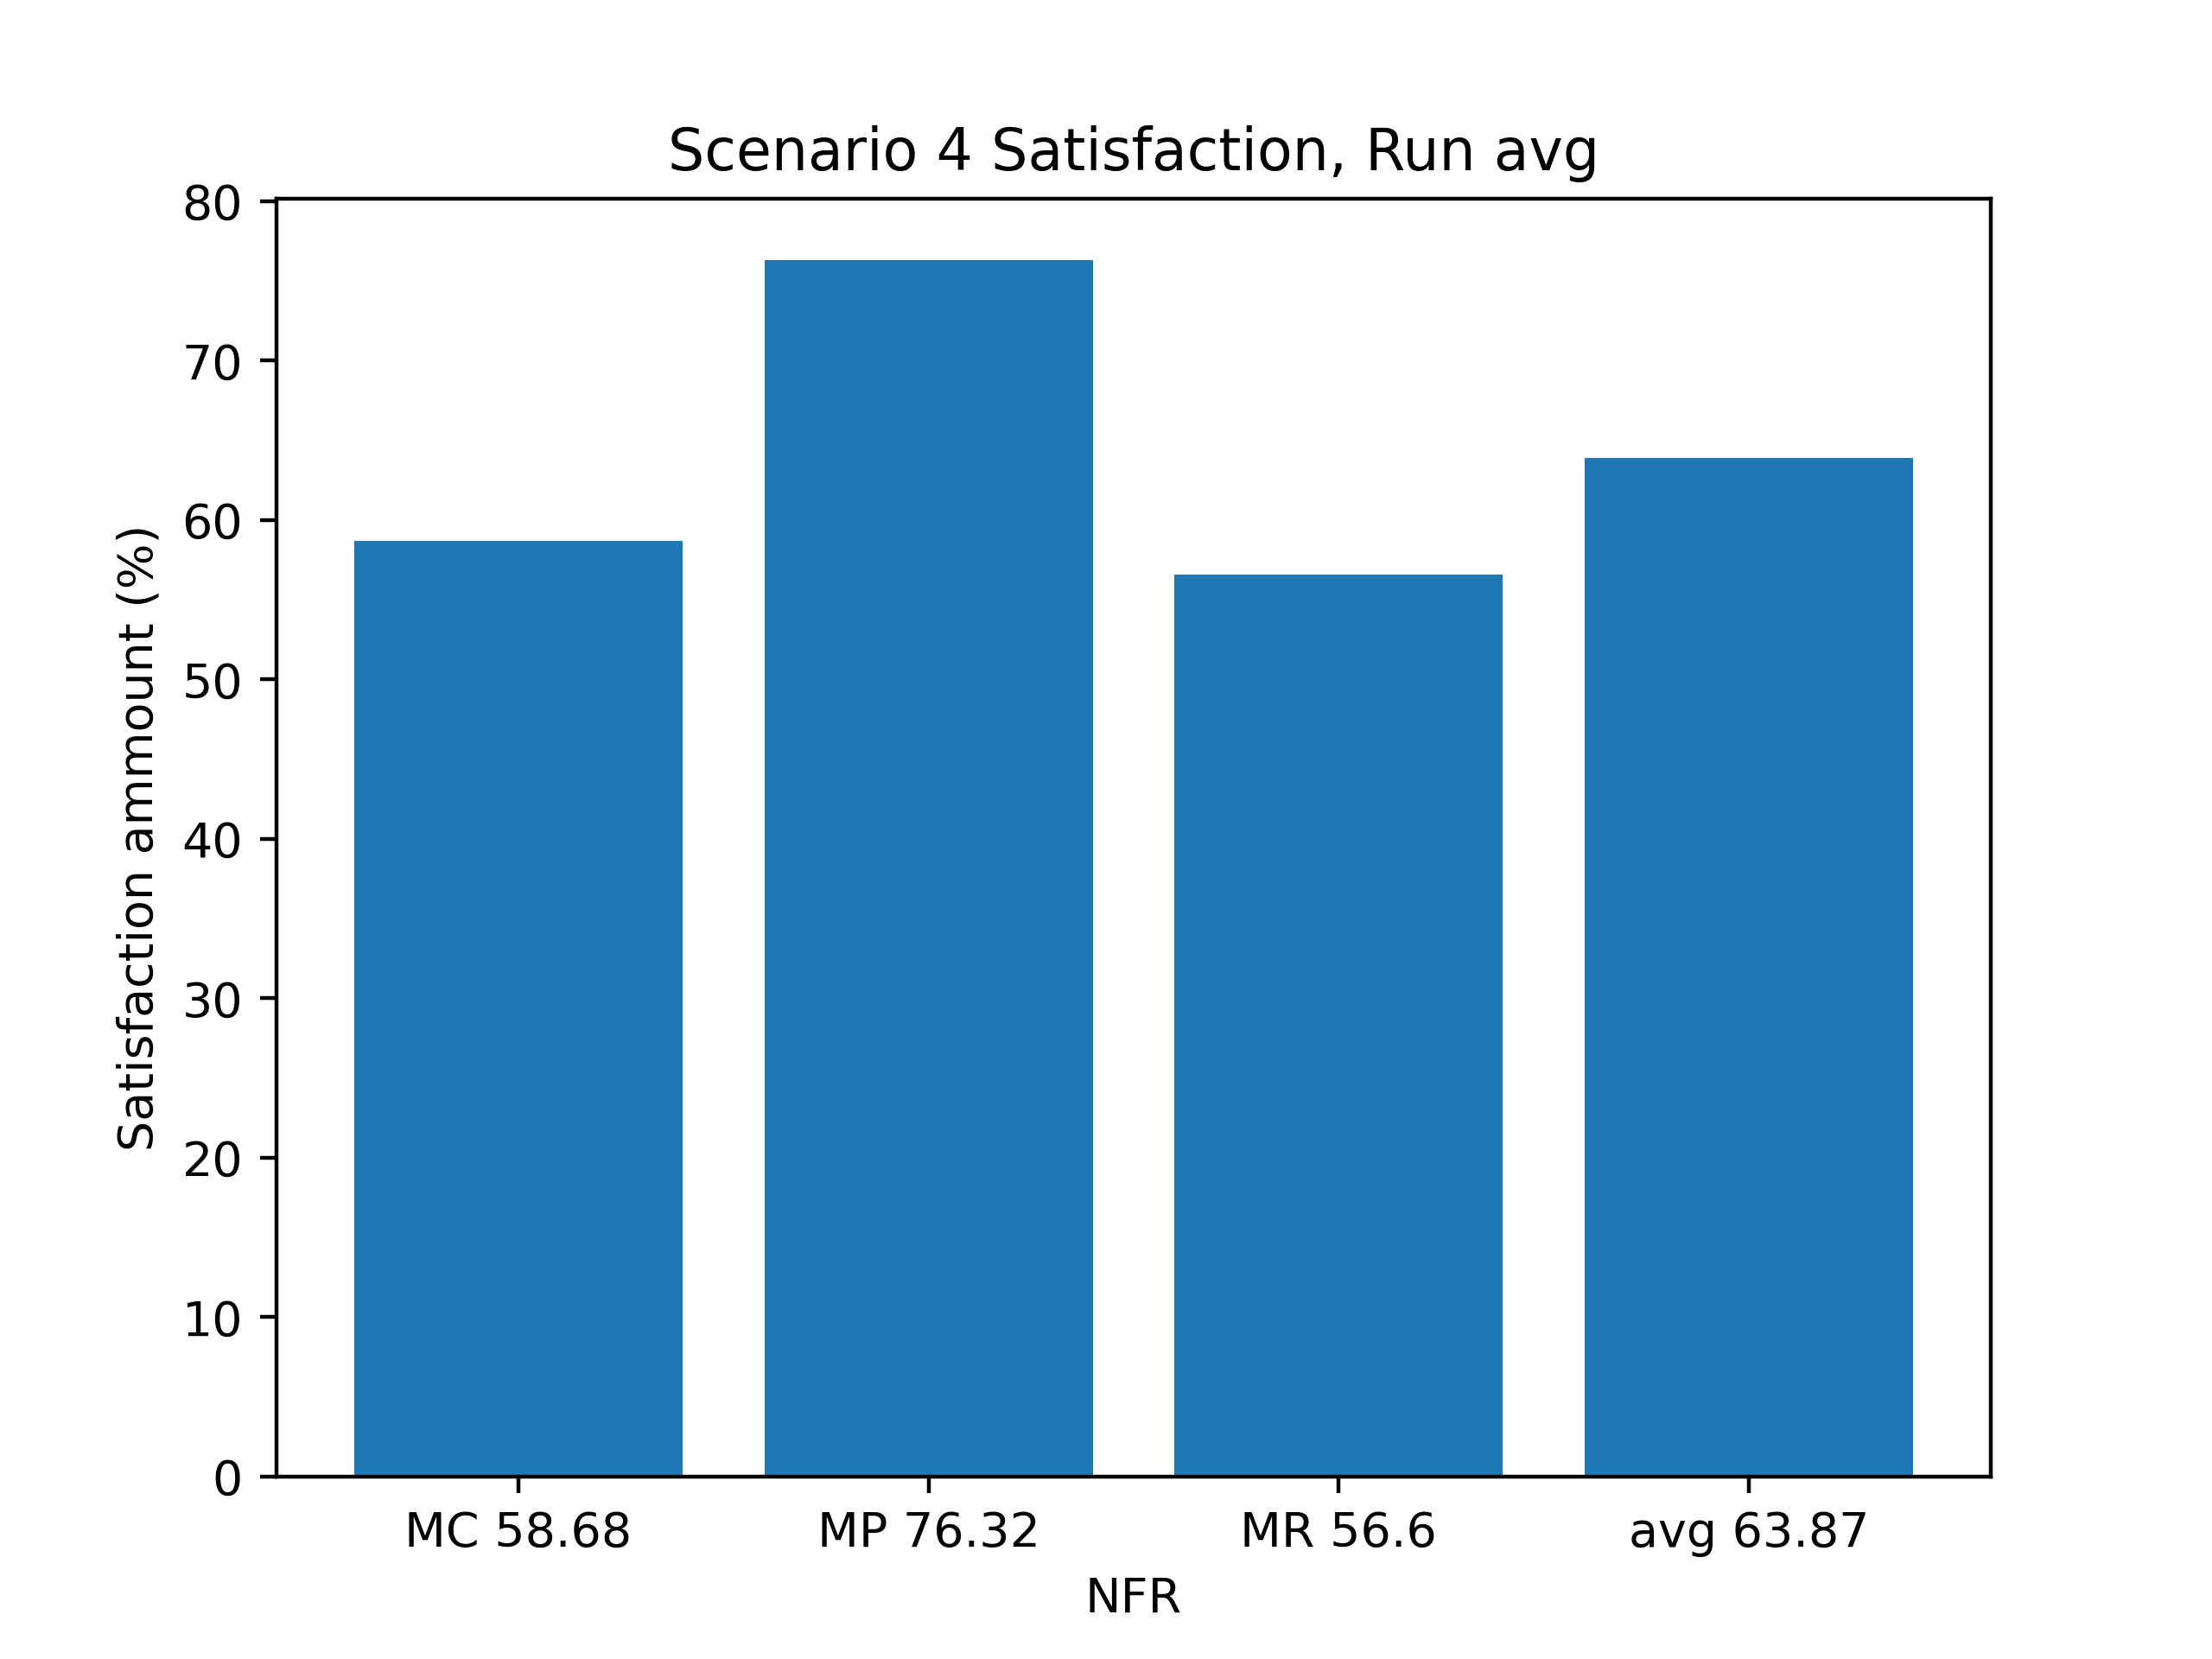 Scenario 4 Satisfaction, Run avg
Satisfaction ammount (%)
80
70
60
50
40
30
20
10
0
MC 58.68 MP 76.32 MR 56.6 avg 63.87
NFR